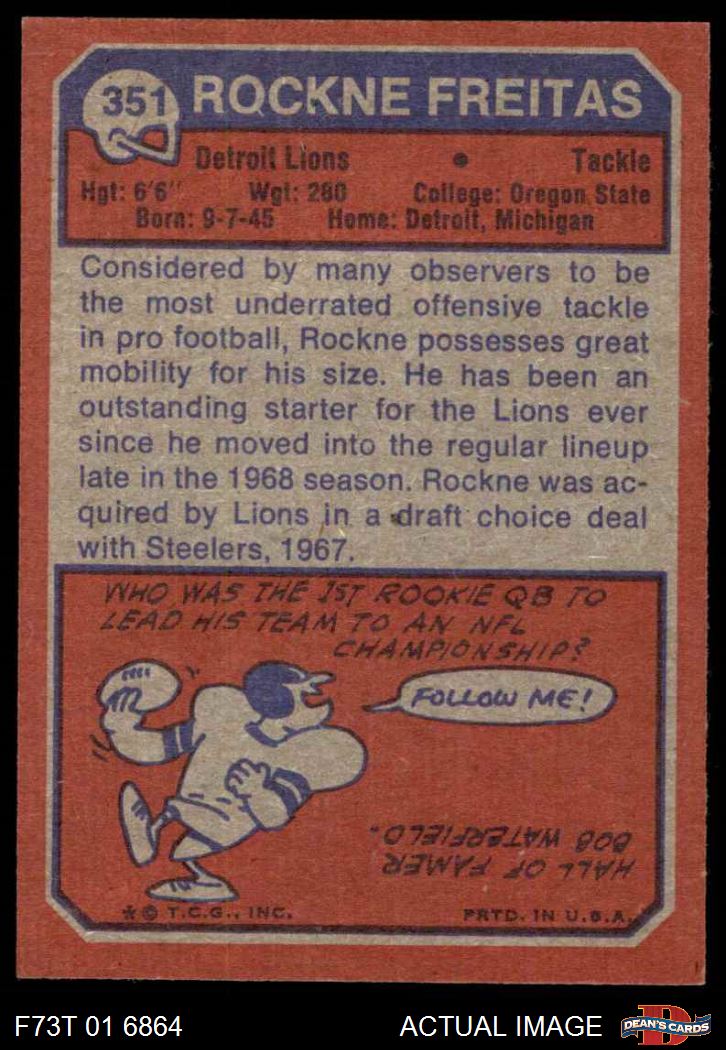 351 ROCKNE FREITAS
Detroit Lions • Tackle
Hgt: 6'6" Wgt: 280 College: Oregon State
Born: 9-7-45 Home: Detroit, Michigan
Considered by many observers to be
the most underrated offensive tackle
in pro football, Rockne possesses great
mobility for his size. He has been an
outstanding starter for the Lions ever
since he moved into the regular lineup
late in the 1968 season. Rockne was ac-
quired by Lions in a draft choice deal
with Steelers, 1967.
WHO WAS THE 1ST ROOKIE QB TO
LEAD HIS TEAM TO AN NFL
CHAMPIONSHIP?
FOLLOW ME!
HALL OF FAMER
BOB WATERFIELD.
* © T.C.G., INC. PRTD. IN U.S.A.
F73T 01 6864 ACTUAL IMAGE D DEAN'S CARDS